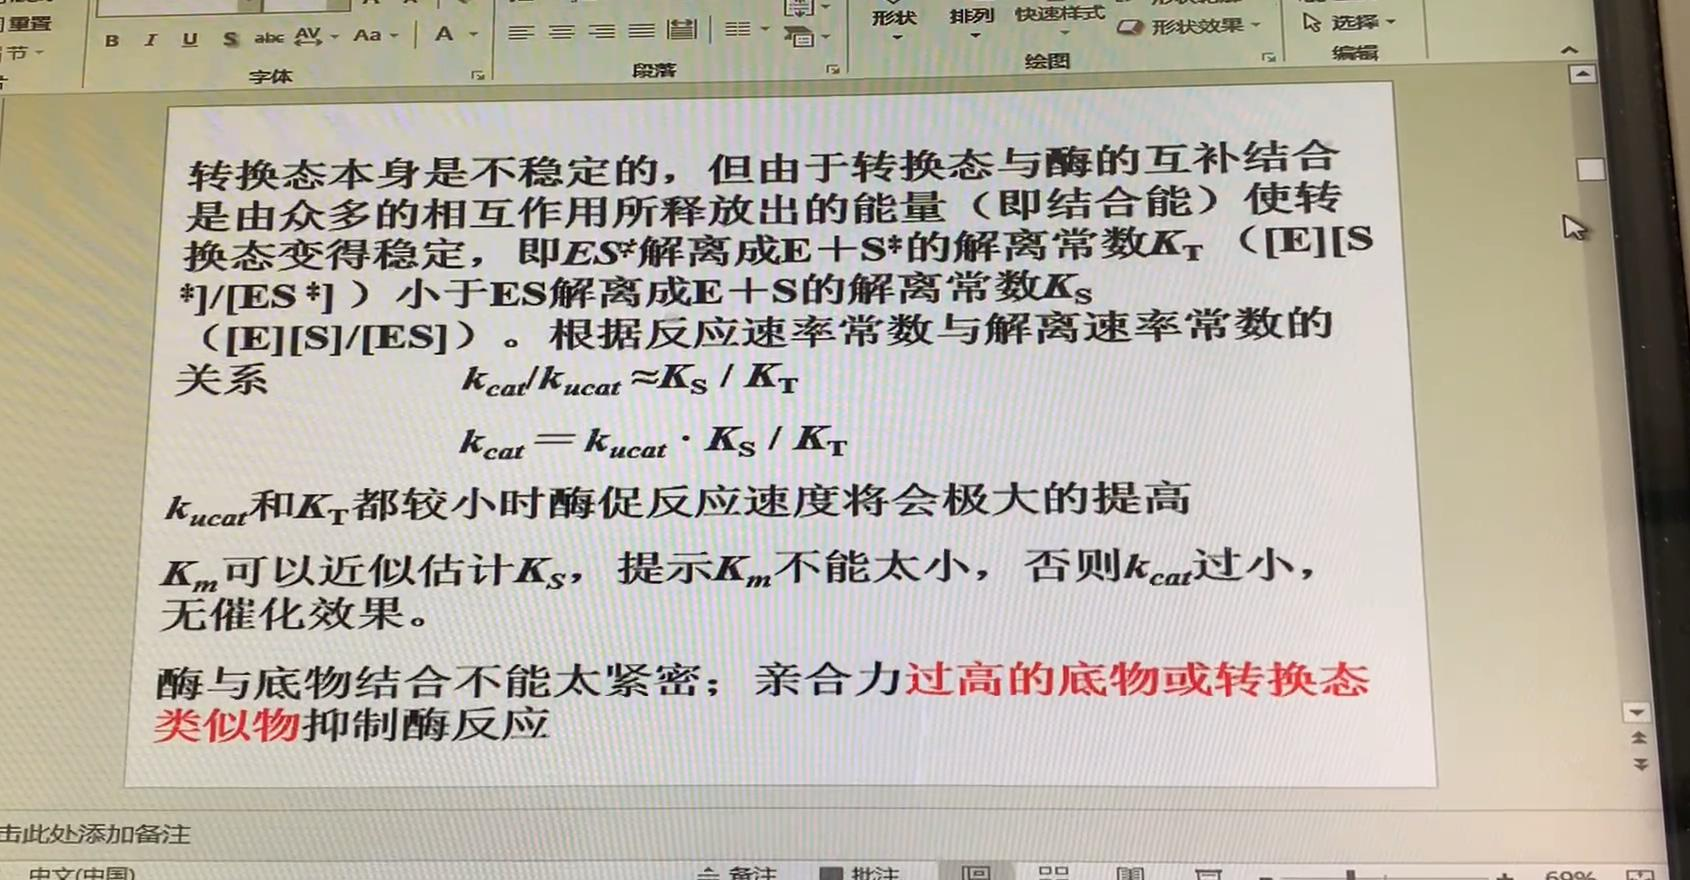 重置
节
B I U S abc AV Aa A
字体
段落
形状 排列 快速样式
形状效果
绘图
选择
编辑
转换态本身是不稳定的，但由于转换态与酶的互补结合
是由众多的相互作用所释放出的能量（即结合能）使转
换态变得稳定，即ES*解离成E＋S*的解离常数KT（[E][S
*]/[ES*]）小于ES解离成E＋S的解离常数KS
（[E][S]/[ES]）。根据反应速率常数与解离速率常数的
关系 kcat/kucat≈KS / KT
kcat＝kucat · KS / KT
kucat和KT都较小时酶促反应速度将会极大的提高
Km可以近似估计KS，提示Km不能太小，否则kcat过小，
无催化效果。
酶与底物结合不能太紧密；亲合力过高的底物或转换态
类似物抑制酶反应
击此处添加备注
中文(中国)
备注 批注 69%